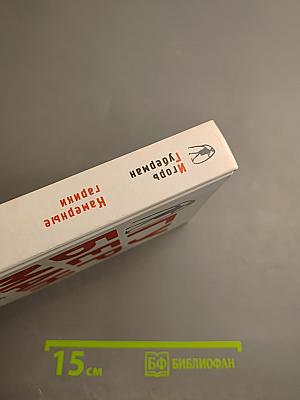 Игорь
Губерман
Камерные
гарики
15 см
БФ БИБЛИОФАН